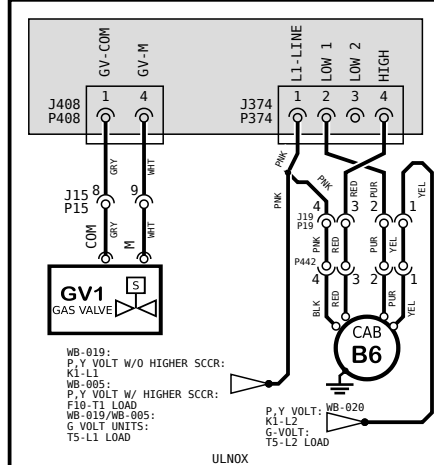 GV-COM
GV-M
L1-LINE
LOW 1
LOW 2
HIGH
J408
P408
1
4
J374
P374
1
2
3
4
GRY
WHT
PNK
PNK
PNK
RED
PUR
YEL
J15
P15
8
9
J19
P19
4
3
2
1
COM
GRY
M
WHT
PNK
RED
PUR
YEL
P442
4
3
2
1
BLK
RED
PUR
YEL
S
GV1
GAS VALVE
CAB
B6
WB-019:
P,Y VOLT W/O HIGHER SCCR:
K1-L1
WB-005:
P,Y VOLT W/ HIGHER SCCR:
F10-T1 LOAD
WB-019/WB-005:
G VOLT UNITS:
T5-L1 LOAD
WB-020
P,Y VOLT:
K1-L2
G-VOLT:
T5-L2 LOAD
ULNOX